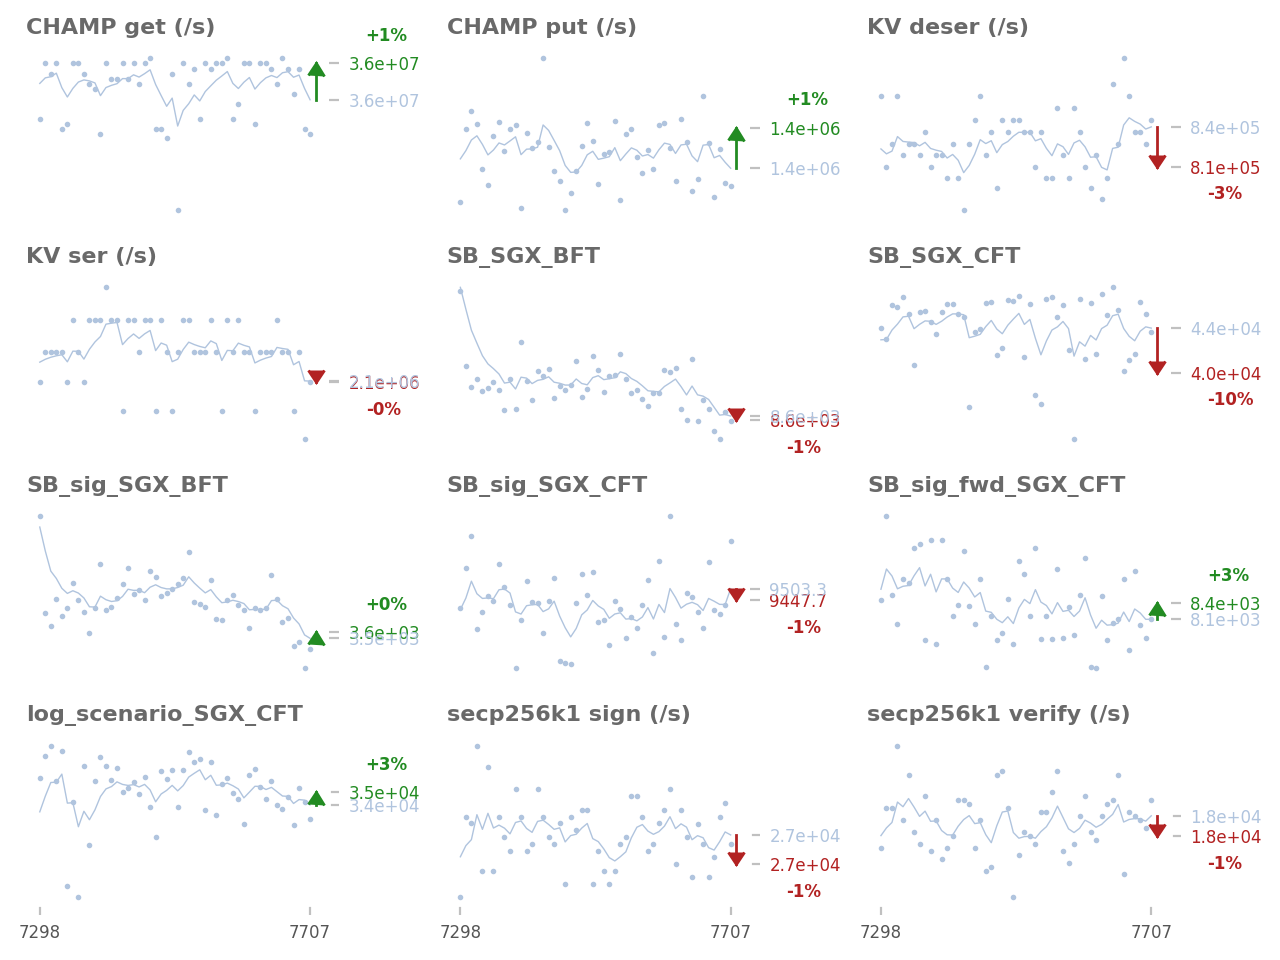 CHAMP get (/s)
+1%
3.6e+07
3.6e+07
CHAMP put (/s)
+1%
1.4e+06
1.4e+06
KV deser (/s)
8.4e+05
8.1e+05
-3%
KV ser (/s)
2.1e+06
-0%
SB_SGX_BFT
8.6e+03
8.6e+03
-1%
SB_SGX_CFT
4.4e+04
4.0e+04
-10%
SB_sig_SGX_BFT
+0%
3.6e+03
SB_sig_SGX_CFT
9503.3
9447.7
-1%
SB_sig_fwd_SGX_CFT
+3%
8.4e+03
8.1e+03
log_scenario_SGX_CFT
+3%
3.5e+04
3.4e+04
7298
7707
secp256k1 sign (/s)
2.7e+04
2.7e+04
-1%
7298
7707
secp256k1 verify (/s)
1.8e+04
1.8e+04
-1%
7298
7707